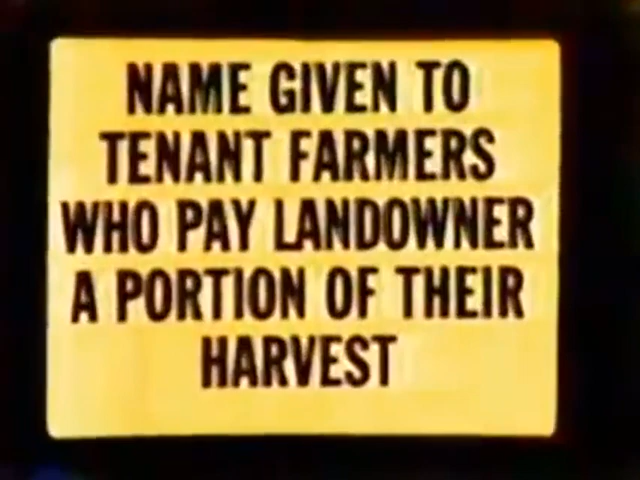 NAME GIVEN TO
TENANT FARMERS
WHO PAY LANDOWNER
A PORTION OF THEIR
HARVEST